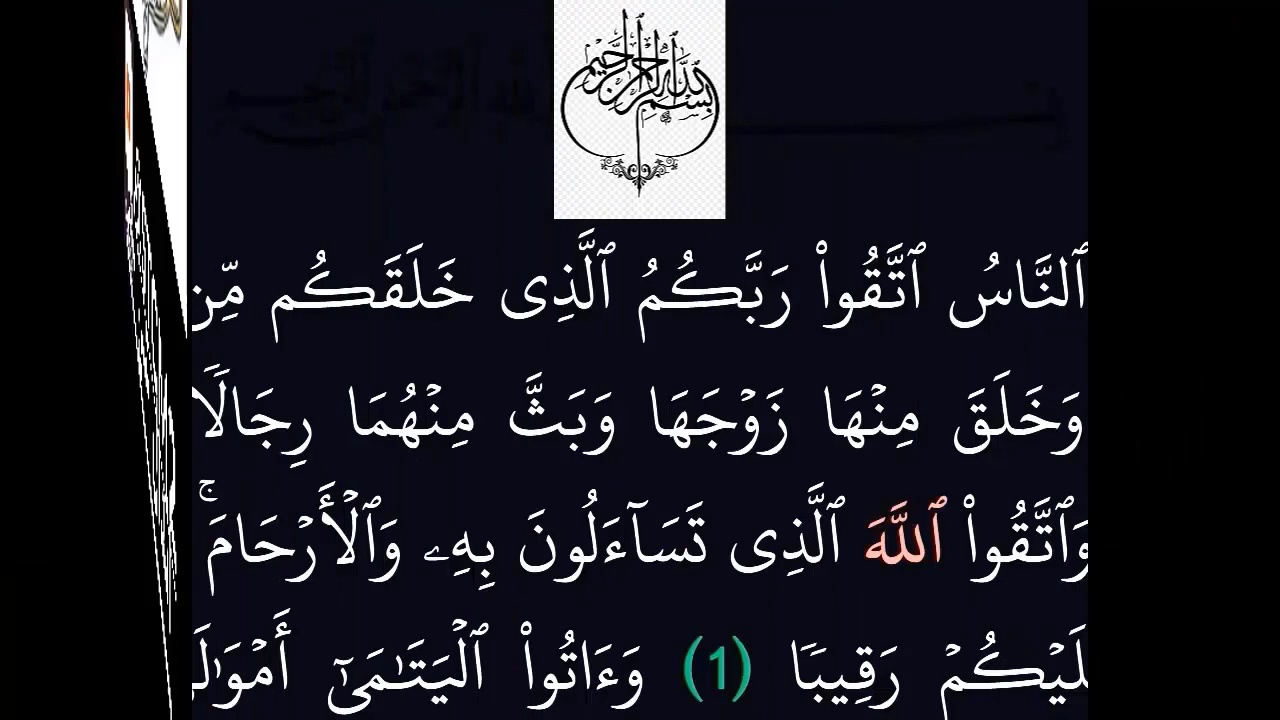 بسم الله الرحمن الرحيم
ٱلنَّاسُ ٱتَّقُوا۟ رَبَّكُمُ ٱلَّذِى خَلَقَكُم مِّن
وَخَلَقَ مِنْهَا زَوْجَهَا وَبَثَّ مِنْهُمَا رِجَالًا
وَٱتَّقُوا۟ ٱللَّهَ ٱلَّذِى تَسَآءَلُونَ بِهِۦ وَٱلْأَرْحَامَ ۚ
لَيْكُمْ رَقِيبًا (1) وَءَاتُوا۟ ٱلْيَتَـٰمَىٰٓ أَمْوَٰلَ